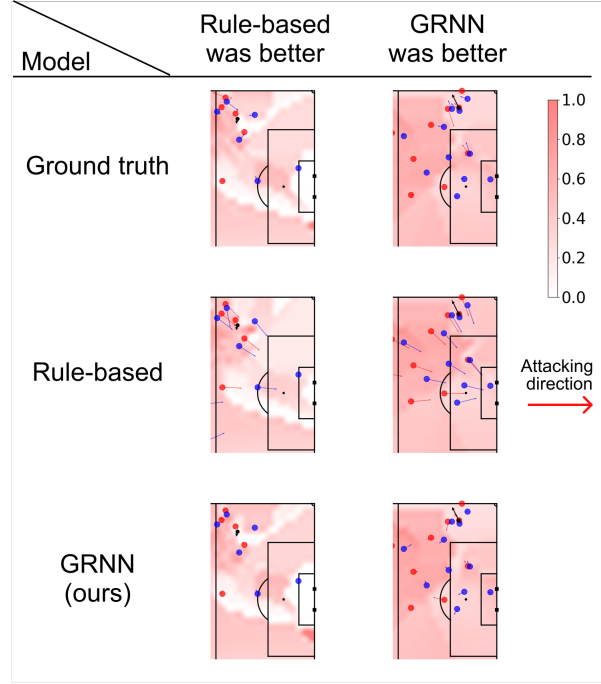 Model
Rule-based
was better
GRNN
was better
Ground truth
1.0
0.8
0.6
0.4
0.2
0.0
Rule-based
Attacking
direction
GRNN
(ours)